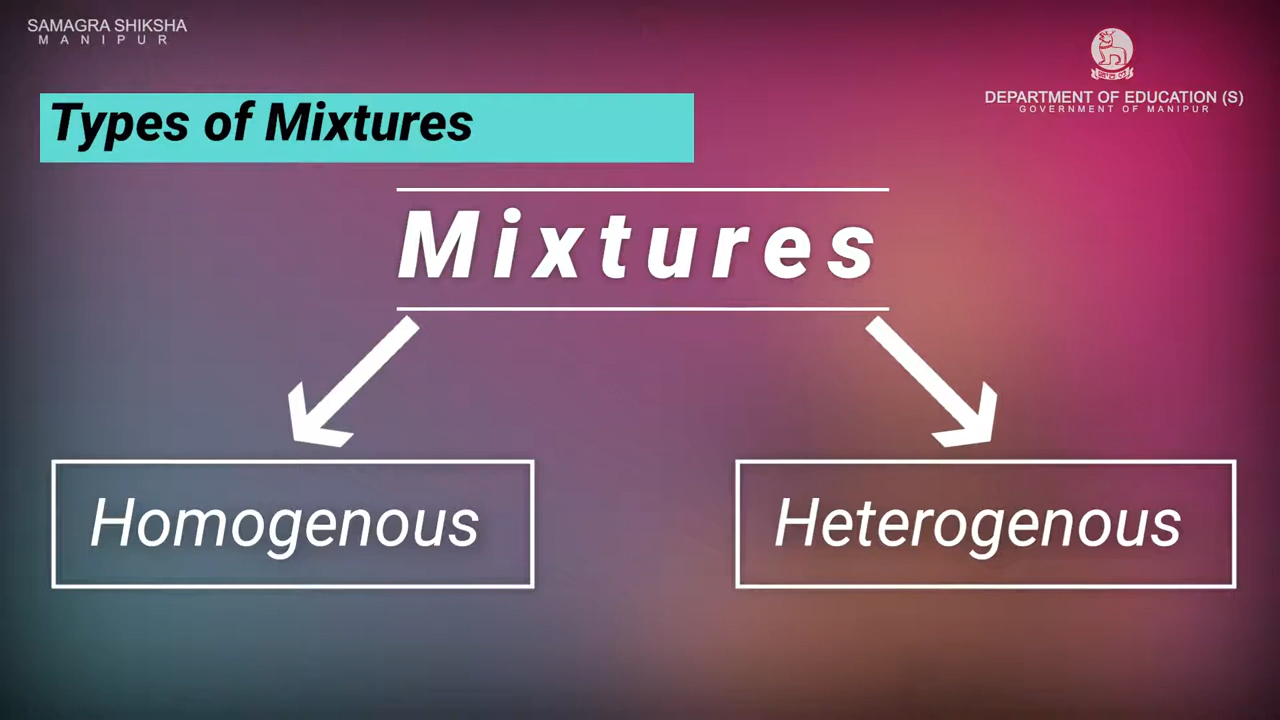 SAMAGRA SHIKSHA
MANIPUR
DEPARTMENT OF EDUCATION (S)
GOVERNMENT OF MANIPUR
Types of Mixtures
Mixtures
Homogenous
Heterogenous